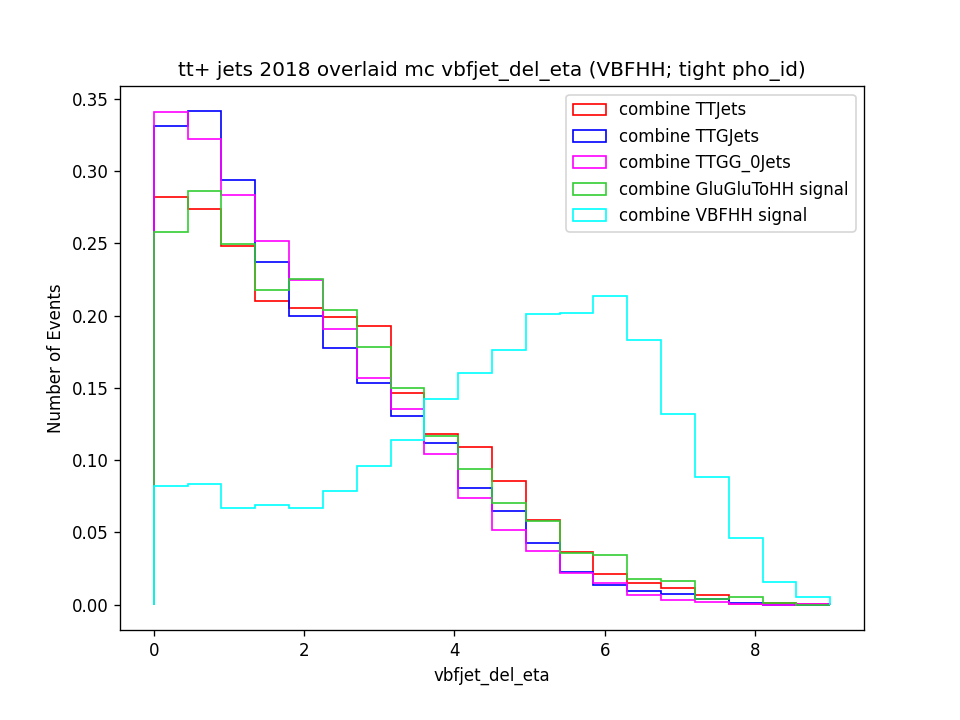 tt+ jets 2018 overlaid mc vbfjet_del_eta (VBFHH; tight pho_id)
combine TTJets
combine TTGJets
combine TTGG_0Jets
combine GluGluToHH signal
combine VBFHH signal
Number of Events
0.35
0.30
0.25
0.20
0.15
0.10
0.05
0.00
0 2 4 6 8
vbfjet_del_eta